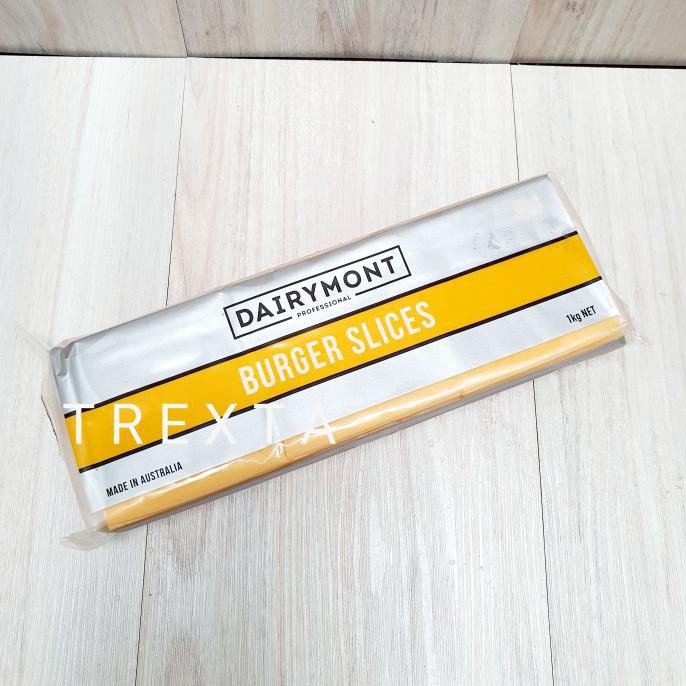 DAIRYMONT
PROFESSIONAL
BURGER SLICES
1kg NET
TREXTA
MADE IN AUSTRALIA